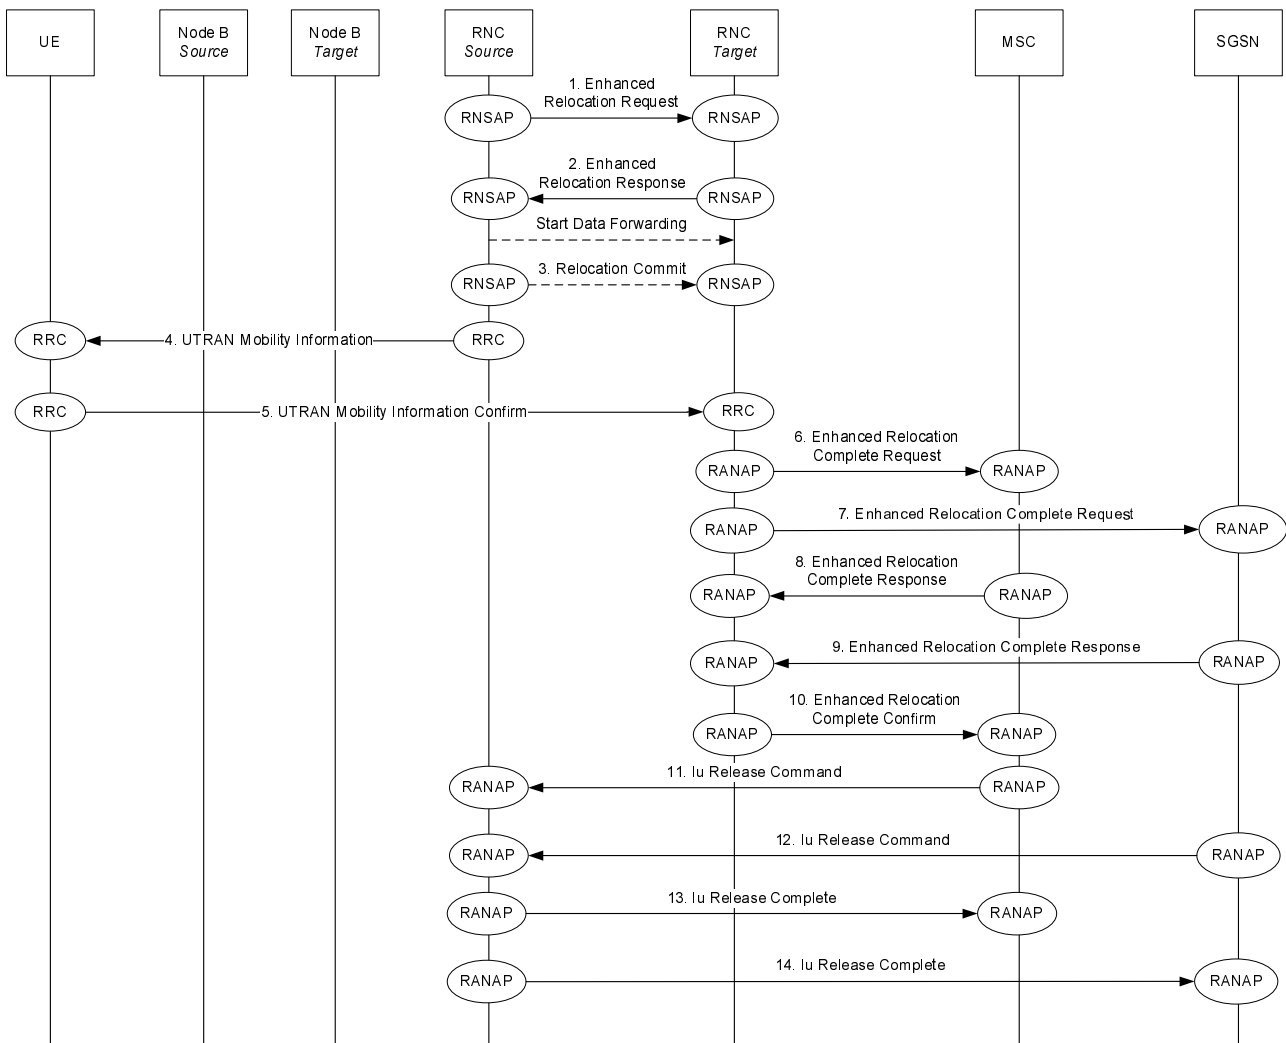 UE
Node B
Source
Node B
Target
RNC
Source
RNC
Target
MSC
SGSN
1. Enhanced
Relocation Request
RNSAP
RNSAP
2. Enhanced
Relocation Response
RNSAP
RNSAP
Start Data Forwarding
3. Relocation Commit
RNSAP
RNSAP
RRC
4. UTRAN Mobility Information
RRC
RRC
5. UTRAN Mobility Information Confirm
RRC
6. Enhanced Relocation
Complete Request
RANAP
RANAP
7. Enhanced Relocation Complete Request
RANAP
RANAP
8. Enhanced Relocation
Complete Response
RANAP
RANAP
9. Enhanced Relocation Complete Response
RANAP
RANAP
10. Enhanced Relocation
Complete Confirm
RANAP
RANAP
11. Iu Release Command
RANAP
RANAP
12. Iu Release Command
RANAP
RANAP
13. Iu Release Complete
RANAP
RANAP
14. Iu Release Complete
RANAP
RANAP